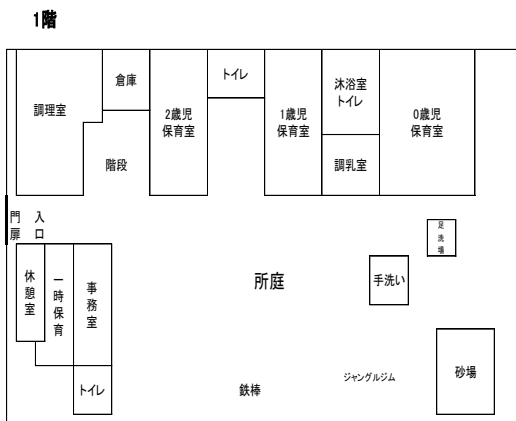 1階
調理室
倉庫
階段
2歳児
保育室
トイレ
1歳児
保育室
沐浴室
トイレ
調乳室
0歳児
保育室
門扉
入口
休憩室
一時保育
事務室
トイレ
所庭
足洗場
手洗い
鉄棒
ジャングルジム
砂場